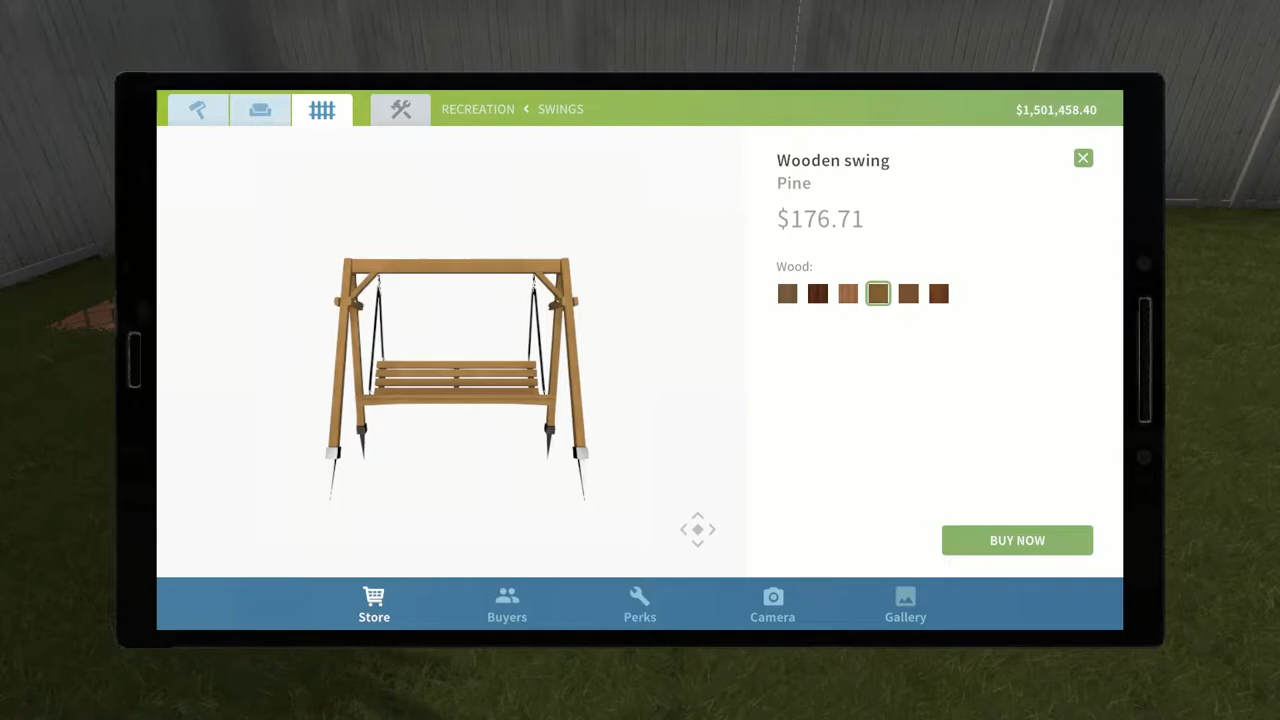 RECREATION < SWINGS
$1,501,458.40
Wooden swing
Pine
$176.71
Wood:
BUY NOW
Store
Buyers
Perks
Camera
Gallery